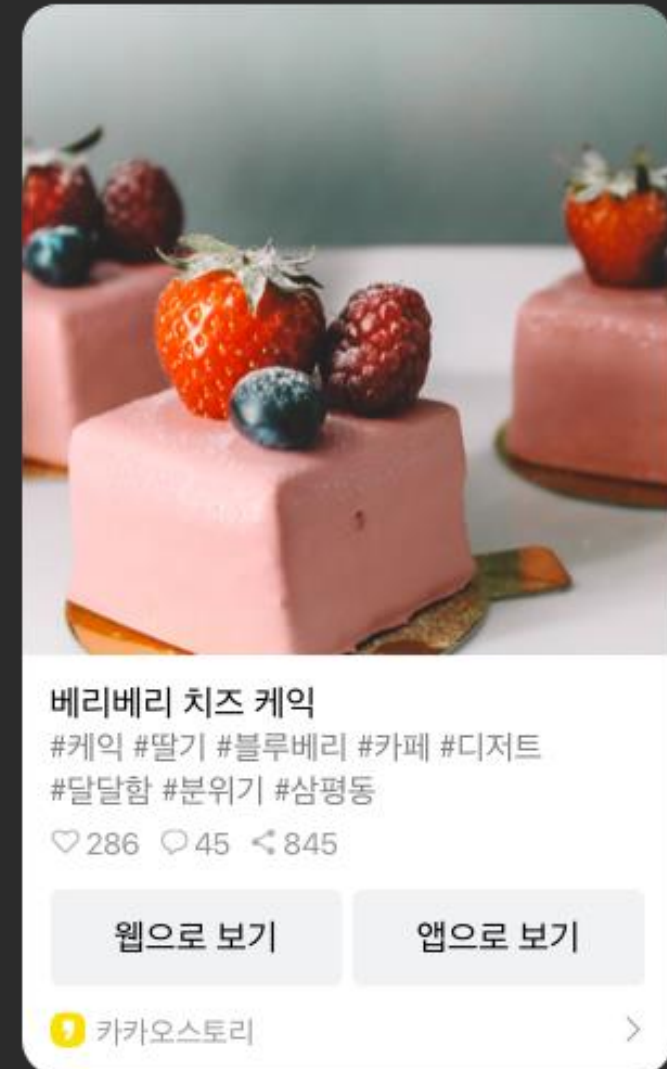 베리베리 치즈 케익
#케익 #딸기 #블루베리 #카페 #디저트
#달달함 #분위기 #삼평동
286 45 845
웹으로 보기 앱으로 보기
카카오스토리